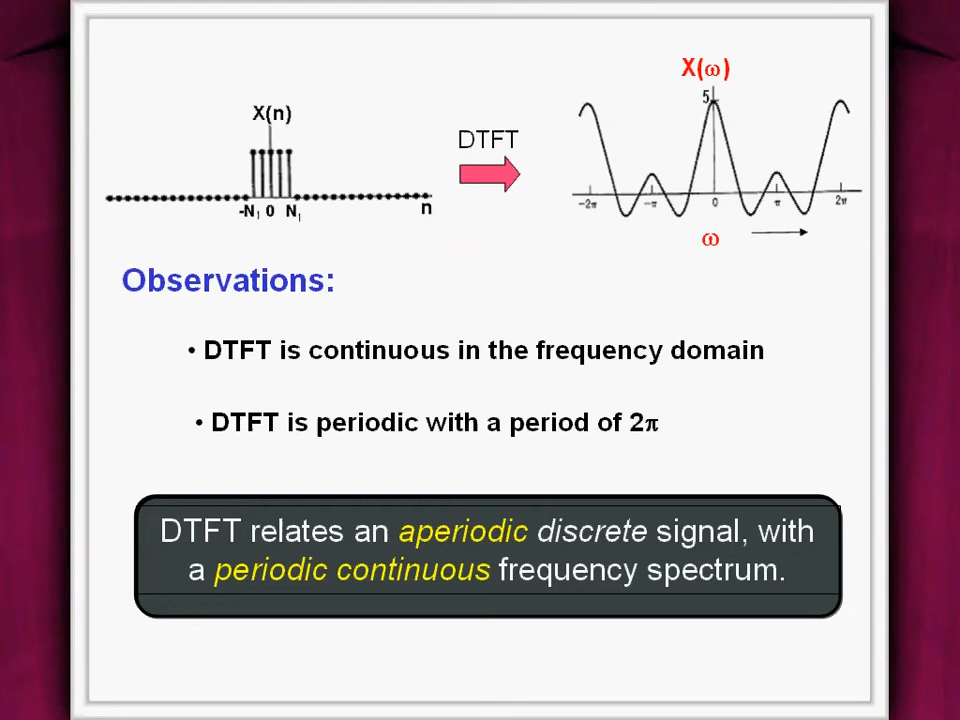 X(ω)
5
X(n)
DTFT
-N₁ 0 N₁
n
-2π -π 0 π 2π
ω
Observations:
• DTFT is continuous in the frequency domain
• DTFT is periodic with a period of 2π
DTFT relates an aperiodic discrete signal, with
a periodic continuous frequency spectrum.